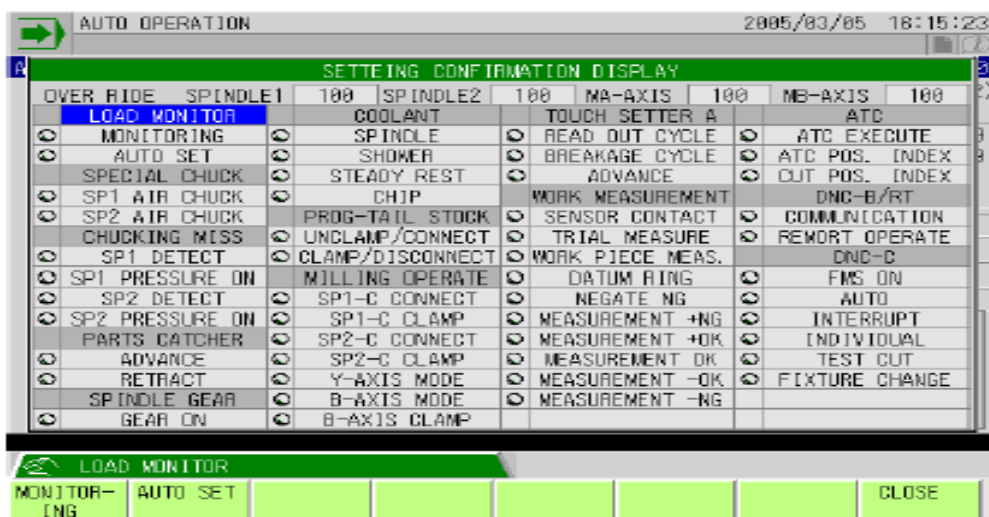 AUTO OPERATION 2005/03/05 16:15:23
SETTEING CONFIRMATION DISPLAY
OVER RIDE SPINDLE1 100 SPINDLE2 100 MA-AXIS 100 MB-AXIS 100
LOAD MONITOR COOLANT TOUCH SETTER A ATC
MONITORING SPINDLE READ OUT CYCLE ATC EXECUTE
AUTO SET SHOWER BREAKAGE CYCLE ATC POS. INDEX
SPECIAL CHUCK STEADY REST ADVANCE CUT POS. INDEX
SP1 AIR CHUCK CHIP WORK MEASUREMENT DNC-B/RT
SP2 AIR CHUCK PROG-TAIL STOCK SENSOR CONTACT COMMUNICATION
CHUCKING MISS UNCLAMP/CONNECT TRIAL MEASURE REMORT OPERATE
SP1 DETECT CLAMP/DISCONNECT WORK PIECE MEAS. DNC-C
SP1 PRESSURE ON MILLING OPERATE DATUM RING FMS ON
SP2 DETECT SP1-C CONNECT NEGATE NG AUTO
SP2 PRESSURE ON SP1-C CLAMP MEASUREMENT +NG INTERRUPT
PARTS CATCHER SP2-C CONNECT MEASUREMENT +OK INDIVIDUAL
ADVANCE SP2-C CLAMP MEASUREMENT OK TEST CUT
RETRACT Y-AXIS MODE MEASUREMENT -OK FIXTURE CHANGE
SPINDLE GEAR B-AXIS MODE MEASUREMENT -NG
GEAR ON B-AXIS CLAMP
LOAD MONITOR
MONITOR-ING AUTO SET CLOSE